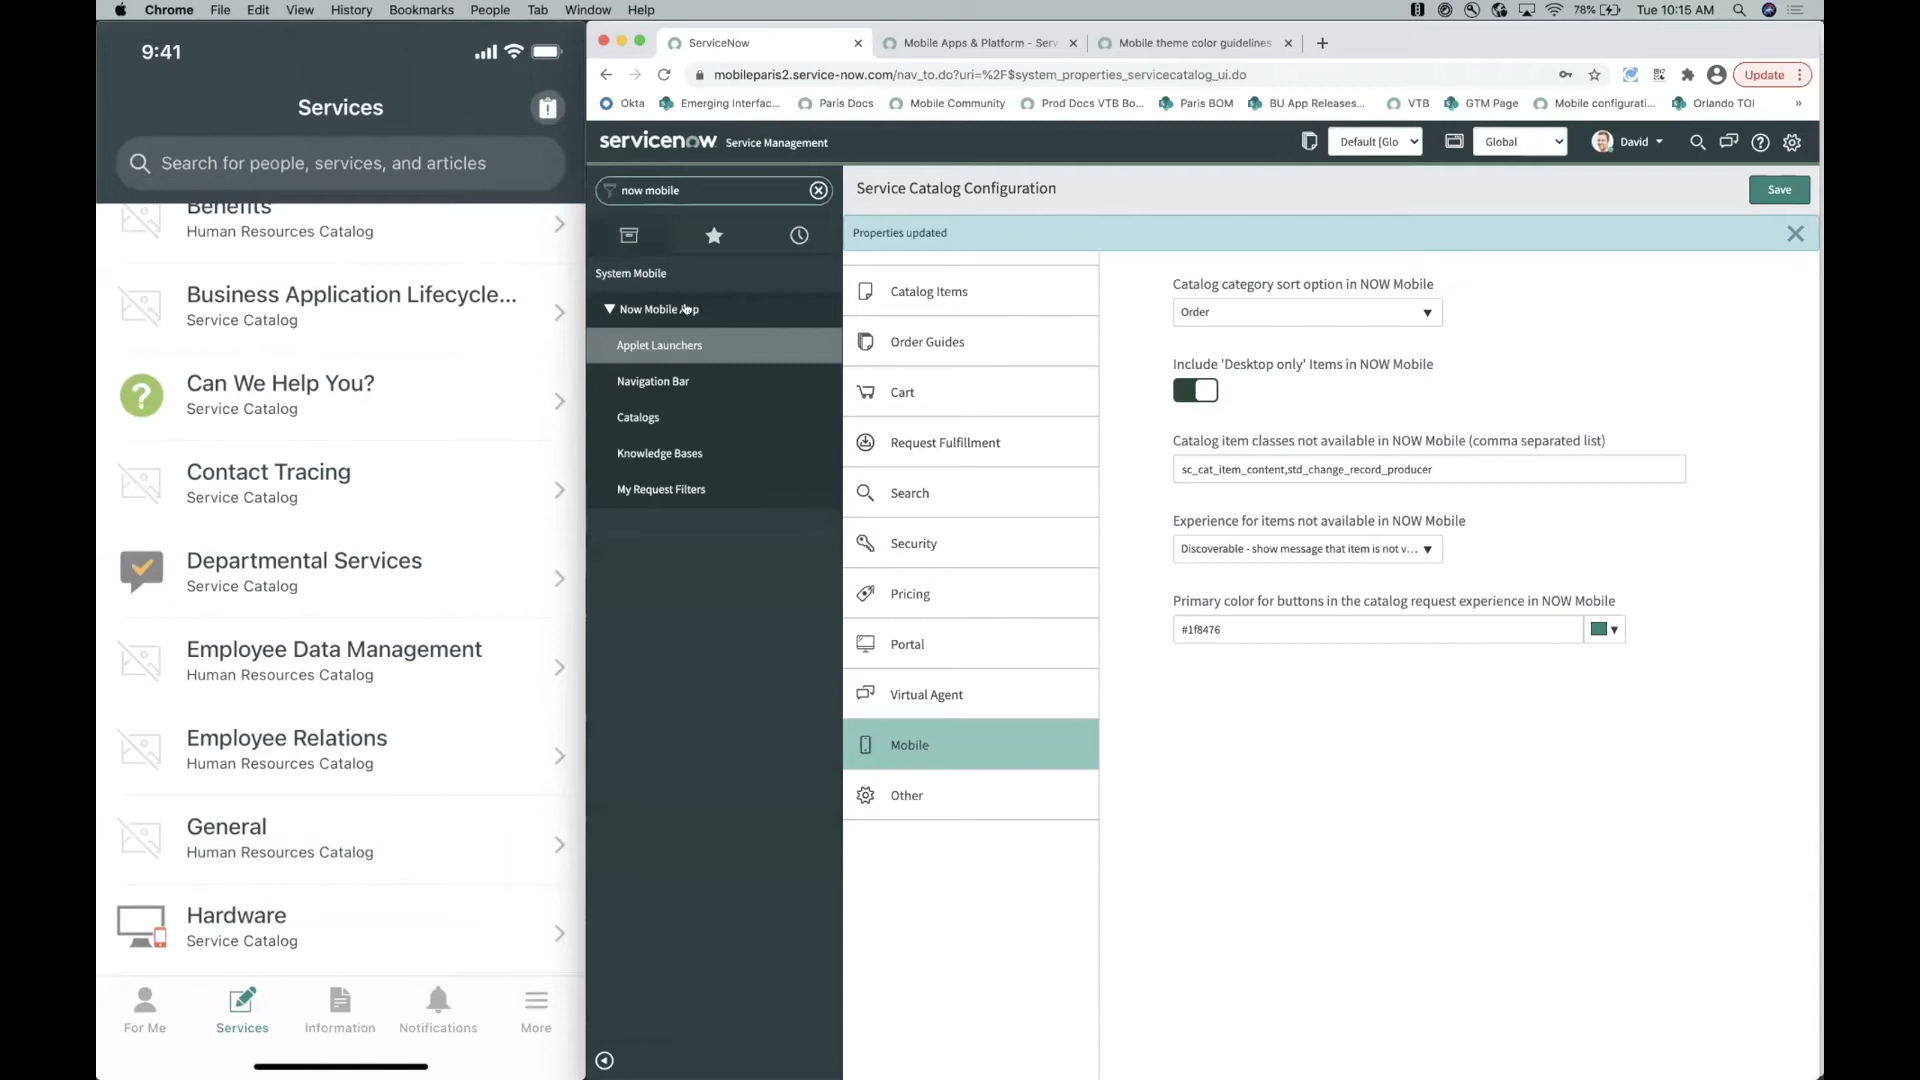 Chrome File Edit View History Bookmarks People Tab Window Help
78% Tue 10:15 AM
9:41
Services
Search for people, services, and articles
Benefits
Human Resources Catalog
Business Application Lifecycle...
Service Catalog
Can We Help You?
Service Catalog
Contact Tracing
Service Catalog
Departmental Services
Service Catalog
Employee Data Management
Human Resources Catalog
Employee Relations
Human Resources Catalog
General
Human Resources Catalog
Hardware
Service Catalog
For Me Services Information Notifications More
ServiceNow Mobile Apps & Platform - Serv Mobile theme color guidelines
mobileparis2.service-now.com/nav_to.do?uri=%2F$system_properties_servicecatalog_ui.do
Update
Okta Emerging Interfac... Paris Docs Mobile Community Prod Docs VTB Bo... Paris BOM BU App Releases... VTB GTM Page Mobile configurati... Orlando TOI »
servicenow Service Management Default [Glo Global David
now mobile
System Mobile
Now Mobile App
Applet Launchers
Navigation Bar
Catalogs
Knowledge Bases
My Request Filters
Service Catalog Configuration
Save
Properties updated
Catalog Items
Order Guides
Cart
Request Fulfillment
Search
Security
Pricing
Portal
Virtual Agent
Mobile
Other
Catalog category sort option in NOW Mobile
Order
Include 'Desktop only' Items in NOW Mobile
Catalog item classes not available in NOW Mobile (comma separated list)
sc_cat_item_content,std_change_record_producer
Experience for items not available in NOW Mobile
Discoverable - show message that item is not v...
Primary color for buttons in the catalog request experience in NOW Mobile
#1f8476